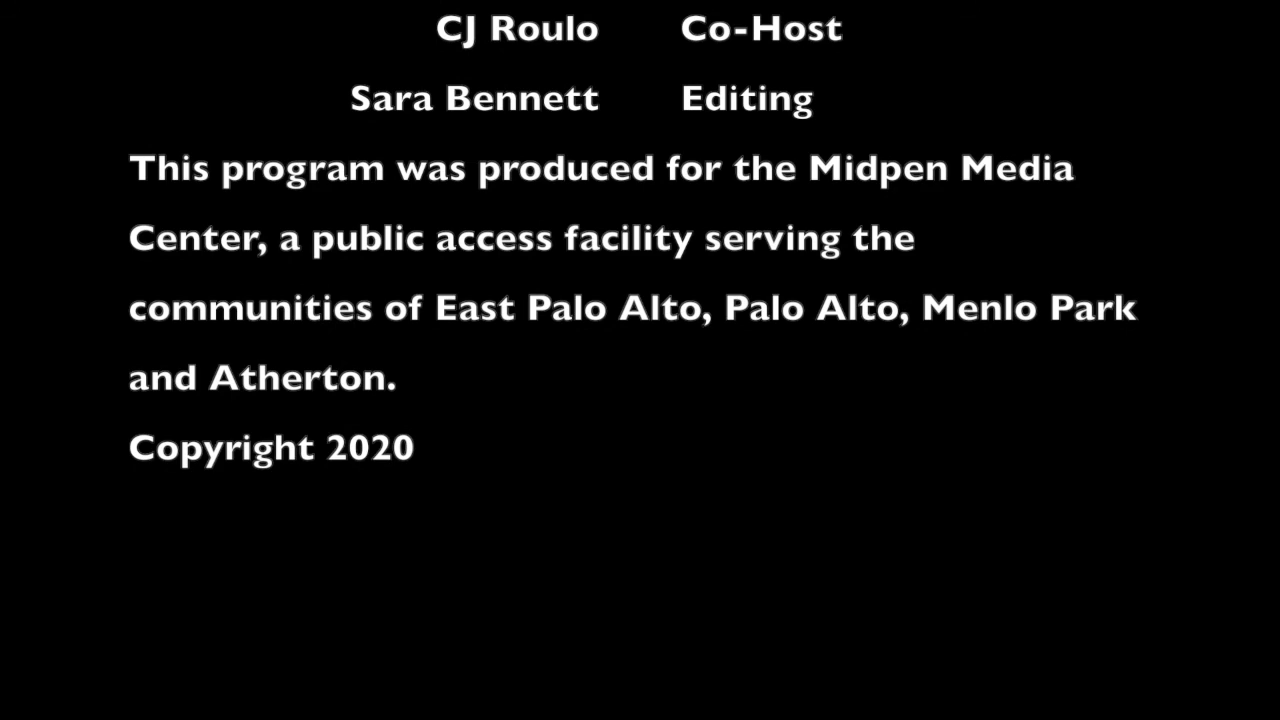 CJ Roulo Co-Host
Sara Bennett Editing
This program was produced for the Midpen Media
Center, a public access facility serving the
communities of East Palo Alto, Palo Alto, Menlo Park
and Atherton.
Copyright 2020